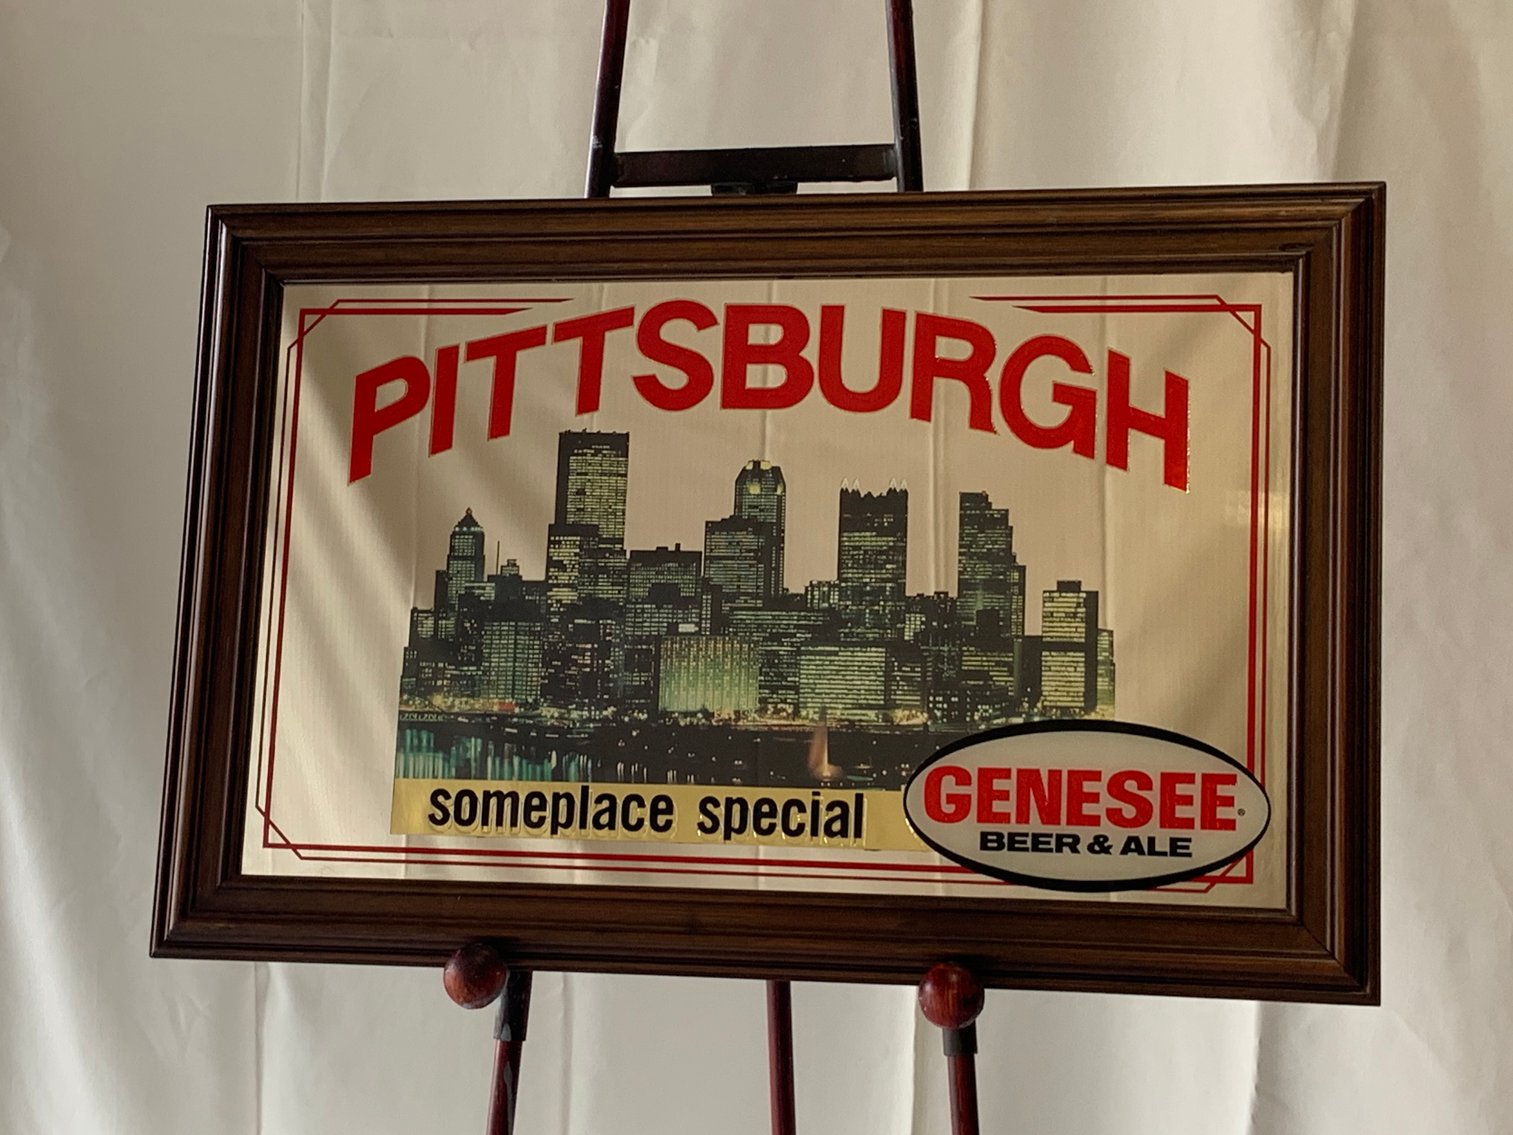 PITTSBURGH
someplace special
GENESEE®
BEER & ALE